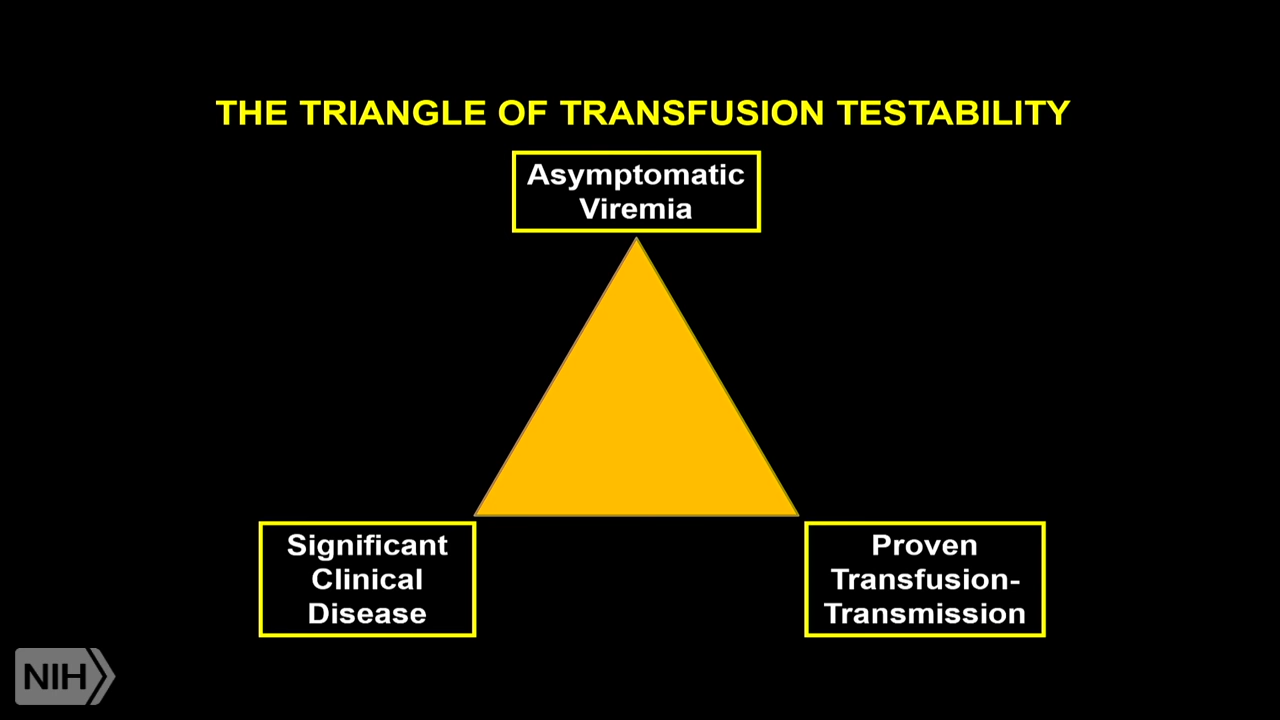 THE TRIANGLE OF TRANSFUSION TESTABILITY
Asymptomatic
Viremia
Significant
Clinical
Disease
Proven
Transfusion-
Transmission
NIH